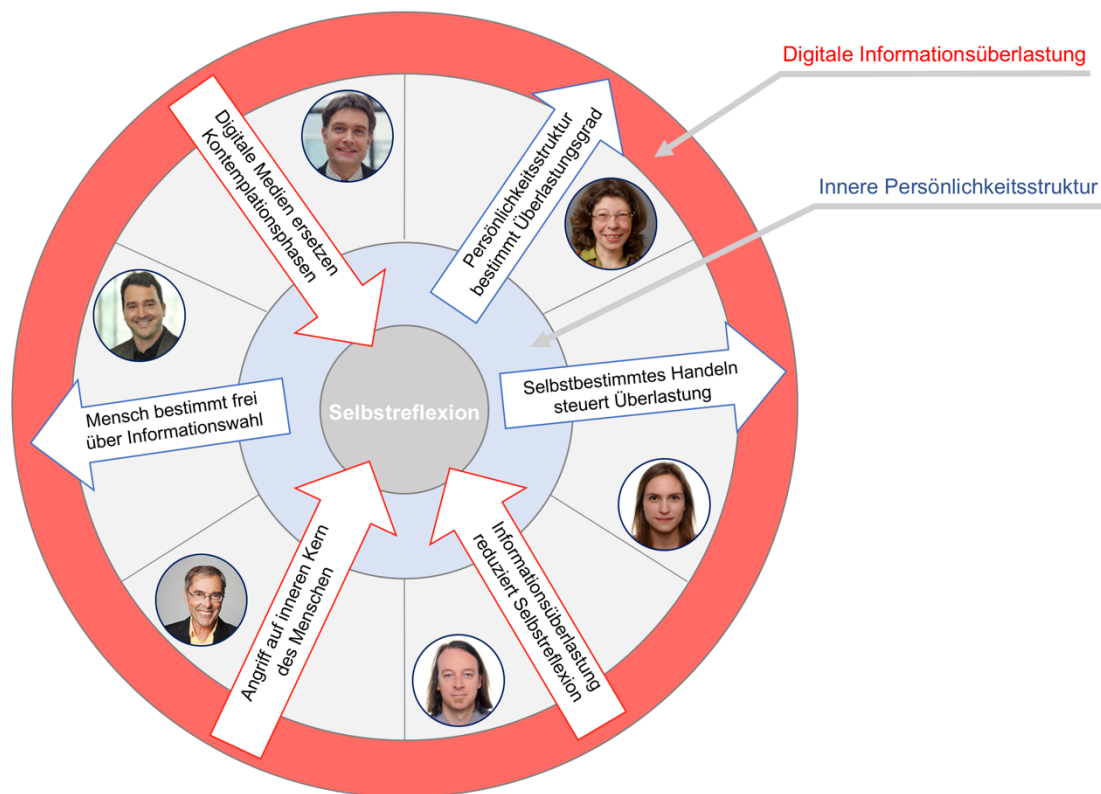 Digitale Informationsüberlastung
Innere Persönlichkeitsstruktur
Digitale Medien ersetzen
Kontemplationsphasen
Persönlichkeitsstruktur
bestimmt Überlastungsgrad
Mensch bestimmt frei
über Informationswahl
Selbstreflexion
Selbstbestimmtes Handeln
steuert Überlastung
Angriff auf inneren Kern
des Menschen
Informationsüberlastung
reduziert Selbstreflexion